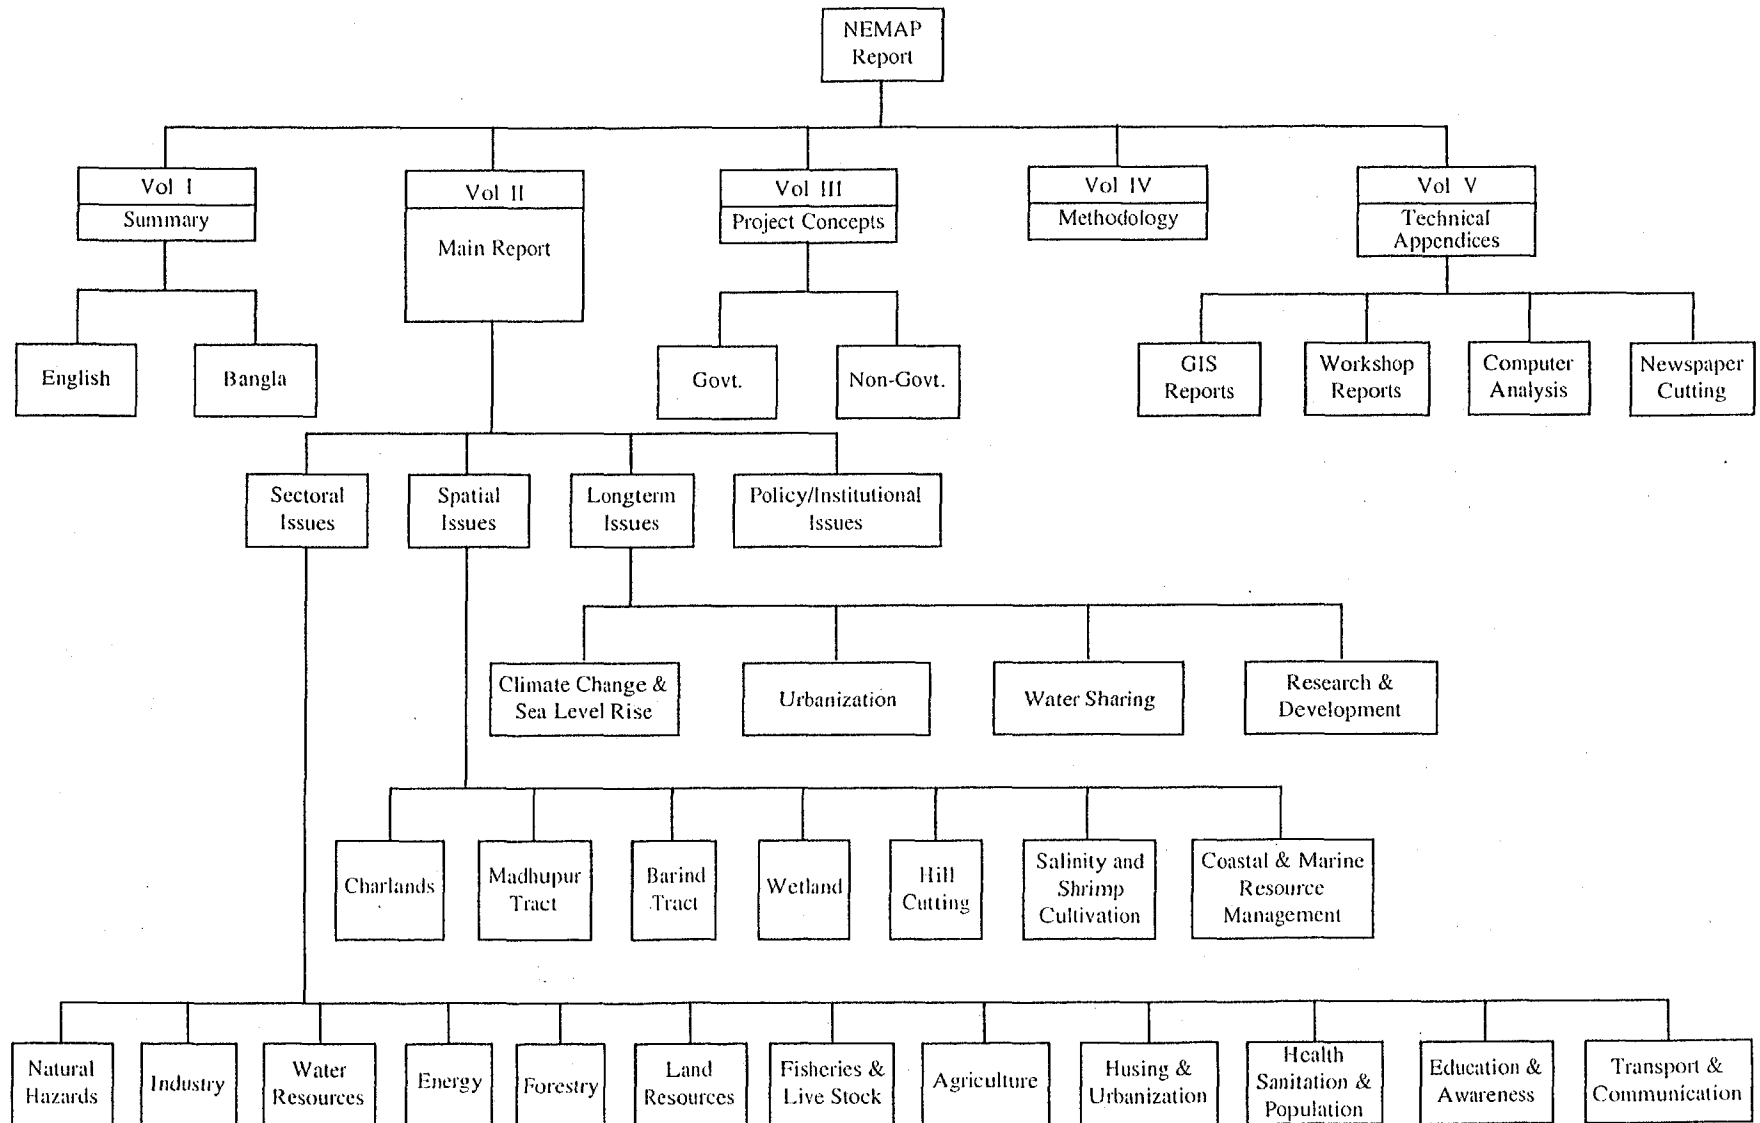 NEMAP
Report
Vol I
Summary
Vol II
Main Report
Vol III
Project Concepts
Vol IV
Methodology
Vol V
Technical
Appendices
English
Bangla
Govt.
Non-Govt.
GIS
Reports
Workshop
Reports
Computer
Analysis
Newspaper
Cutting
Sectoral
Issues
Spatial
Issues
Longterm
Issues
Policy/Institutional
Issues
Climate Change &
Sea Level Rise
Urbanization
Water Sharing
Research &
Development
Charlands
Madhupur
Tract
Barind
Tract
Wetland
Hill
Cutting
Salinity and
Shrimp
Cultivation
Coastal & Marine
Resource
Management
Natural
Hazards
Industry
Water
Resources
Energy
Forestry
Land
Resources
Fisheries &
Live Stock
Agriculture
Husing &
Urbanization
Health
Sanitation &
Population
Education &
Awareness
Transport &
Communication